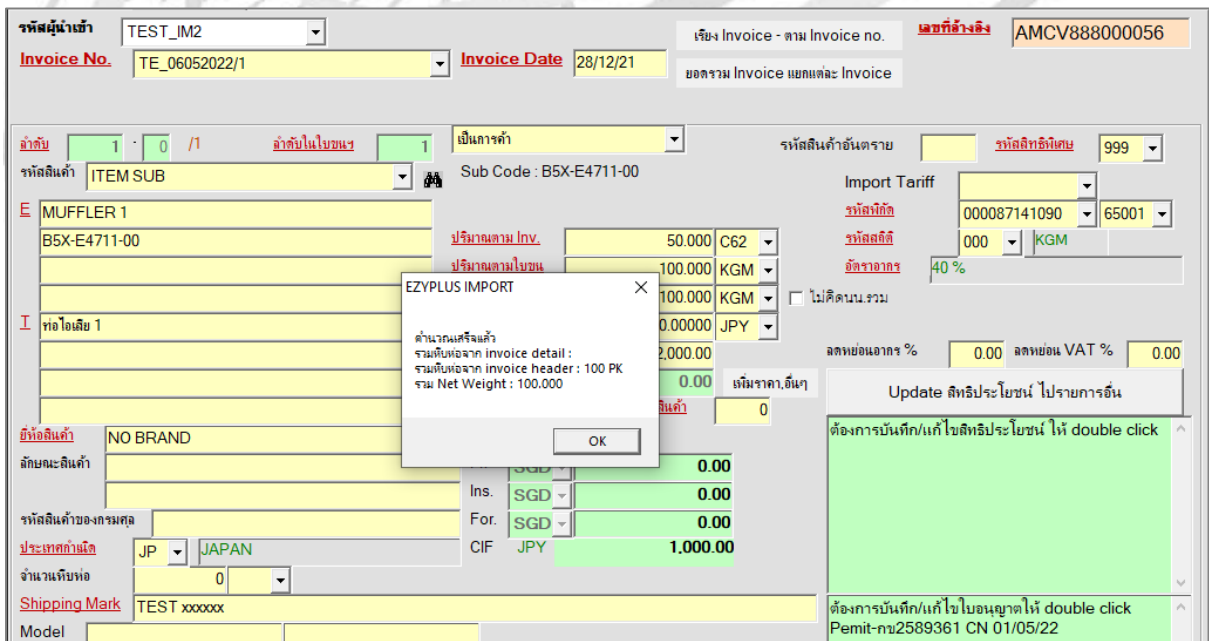 รหัสผู้นำเข้า TEST_IM2 เรียง Invoice - ตาม Invoice no. เลขที่อ้างอิง AMCV888000056
Invoice No. TE_06052022/1 Invoice Date 28/12/21 ยอดรวม Invoice แยกแต่ละ Invoice
ลำดับ 1 - 0 /1 ลำดับในใบขนฯ 1 เป็นการค้า รหัสสินค้าอันตราย รหัสสิทธิพิเศษ 999
รหัสสินค้า ITEM SUB Sub Code : B5X-E4711-00 Import Tariff
E MUFFLER 1 รหัสพิกัด 000087141090 65001
B5X-E4711-00 ปริมาณตาม Inv. 50.000 C62 รหัสสถิติ 000 KGM
ปริมาณตามใบขน 100.000 KGM อัตราอากร 40 %
EZYPLUS IMPORT
100.000 KGM ไม่คิดนน.รวม
T ท่อไอเสีย 1 0.00000 JPY
คำนวณเสร็จแล้ว
รวมหีบห่อจาก invoice detail :
รวมหีบห่อจาก invoice header : 100 PK
รวม Net Weight : 100.000
OK
,000.00 ลดหย่อนอากร % 0.00 ลดหย่อน VAT % 0.00
0.00 เพิ่มราคา,อื่นๆ Update สิทธิประโยชน์ ไปรายการอื่น
สินค้า 0
ยี่ห้อสินค้า NO BRAND ต้องการบันทึก/แก้ไขสิทธิประโยชน์ ให้ double click
ลักษณะสินค้า SGD 0.00
Ins. SGD 0.00
รหัสสินค้าของกรมศุล For. SGD 0.00
ประเทศกำเนิด JP JAPAN CIF JPY 1,000.00
จำนวนหีบห่อ 0
Shipping Mark TEST xxxxxx ต้องการบันทึก/แก้ไขใบอนุญาตให้ double click
Model Pemit-กข2589361 CN 01/05/22